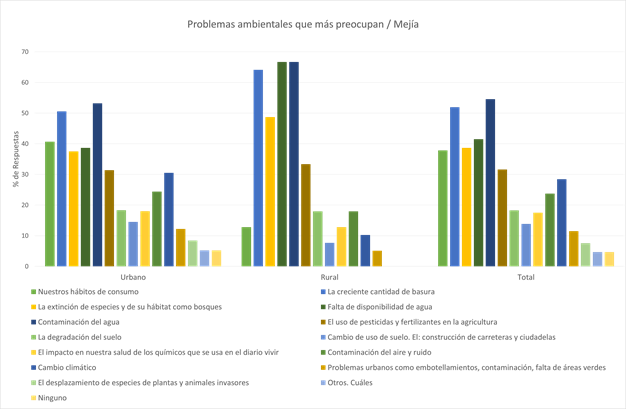 Problemas ambientales que más preocupan / Mejía
70
60
50
40
30
20
10
0
% de Respuestas
Urbano
Rural
Total
Nuestros hábitos de consumo
La creciente cantidad de basura
La extinción de especies y de su hábitat como bosques
Falta de disponibilidad de agua
Contaminación del agua
El uso de pesticidas y fertilizantes en la agricultura
La degradación del suelo
Cambio de uso de suelo. El: construcción de carreteras y ciudadelas
El impacto en nuestra salud de los químicos que se usa en el diario vivir
Contaminación del aire y ruido
Cambio climático
Problemas urbanos como embotellamientos, contaminación, falta de áreas verdes
El desplazamiento de especies de plantas y animales invasores
Otros. Cuáles
Ninguno